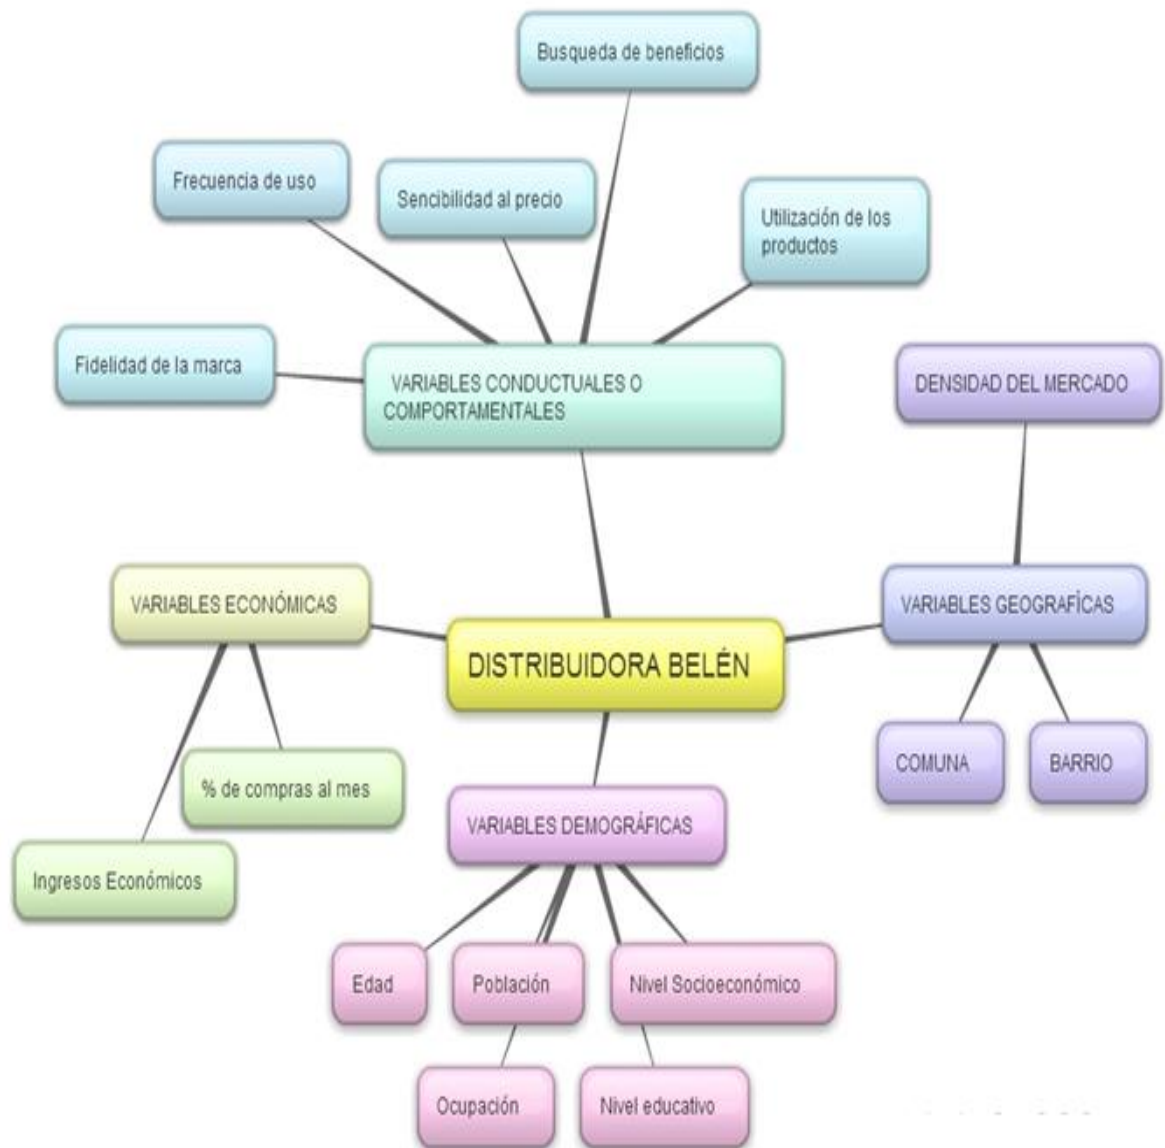 Busqueda de beneficios
Frecuencia de uso
Sencibilidad al precio
Utilización de los
productos
Fidelidad de la marca
VARIABLES CONDUCTUALES O
COMPORTAMENTALES
DENSIDAD DEL MERCADO
VARIABLES ECONÓMICAS
VARIABLES GEOGRAFÌCAS
DISTRIBUIDORA BELÉN
COMUNA
BARRIO
% de compras al mes
VARIABLES DEMOGRÁFICAS
Ingresos Económicos
Edad
Población
Nivel Socioeconómico
Ocupación
Nivel educativo